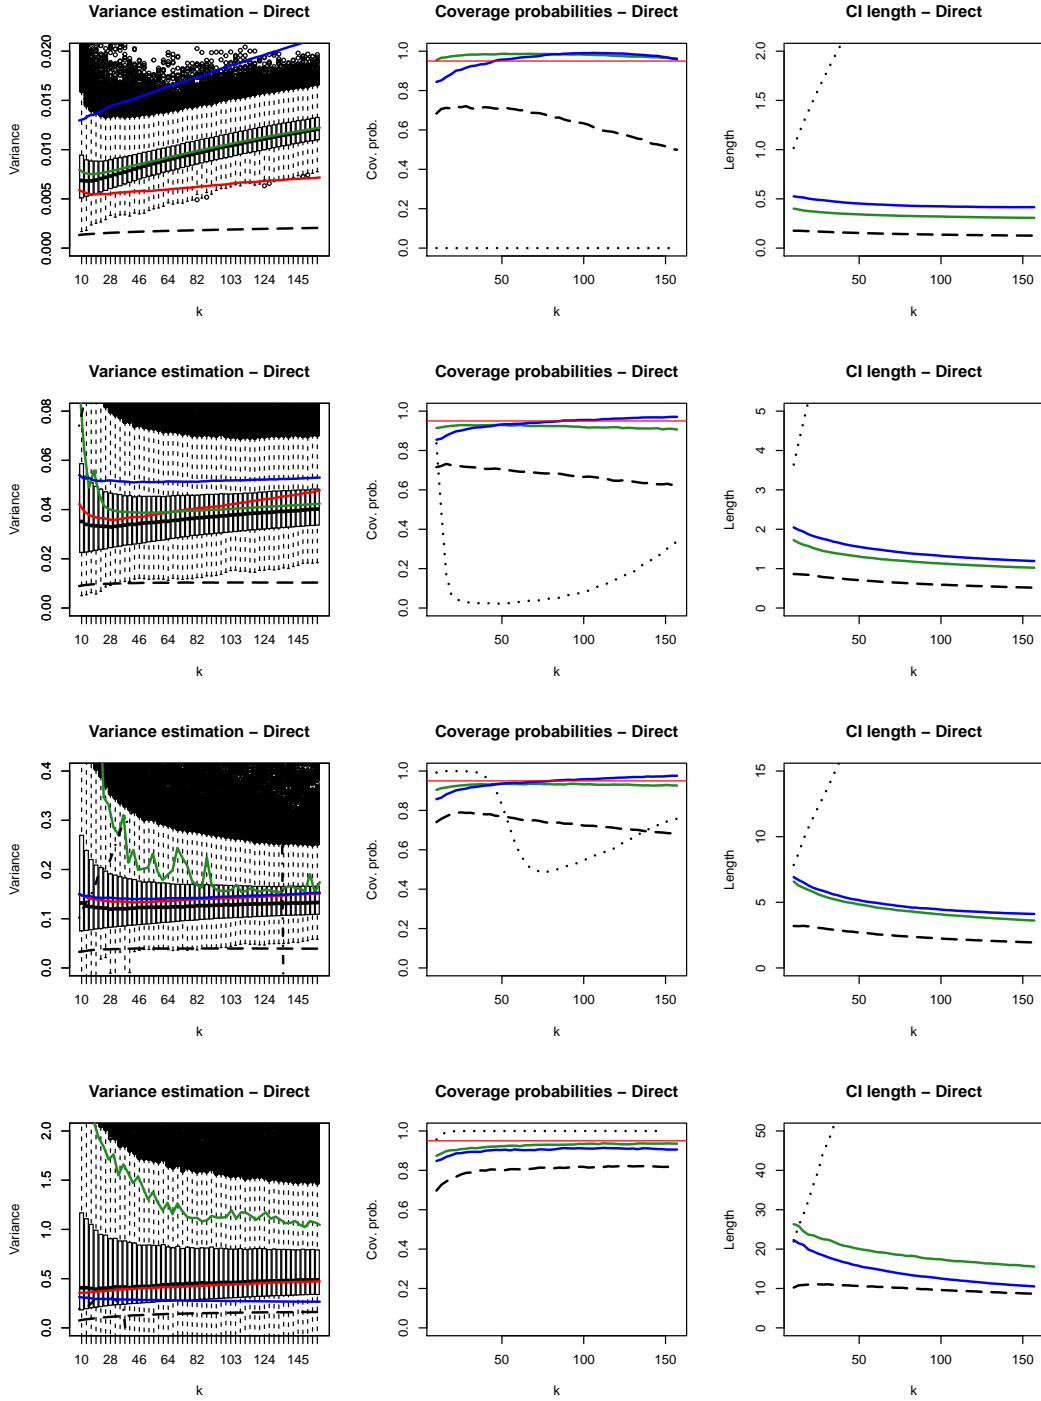 Variance estimation − Direct
Coverage probabilities − Direct
CI length − Direct
Variance
0.000 0.005 0.010 0.015 0.020
10 28 46 64 82 103 124 145
k
Cov. prob.
0.0 0.2 0.4 0.6 0.8 1.0
50 100 150
k
Length
0.0 0.5 1.0 1.5 2.0
50 100 150
k
Variance estimation − Direct
Coverage probabilities − Direct
CI length − Direct
Variance
0.00 0.02 0.04 0.06 0.08
10 28 46 64 82 103 124 145
k
Cov. prob.
0.0 0.2 0.4 0.6 0.8 1.0
50 100 150
k
Length
0 1 2 3 4 5
50 100 150
k
Variance estimation − Direct
Coverage probabilities − Direct
CI length − Direct
Variance
0.0 0.1 0.2 0.3 0.4
10 28 46 64 82 103 124 145
k
Cov. prob.
0.0 0.2 0.4 0.6 0.8 1.0
50 100 150
k
Length
0 5 10 15
50 100 150
k
Variance estimation − Direct
Coverage probabilities − Direct
CI length − Direct
Variance
0.0 0.5 1.0 1.5 2.0
10 28 46 64 82 103 124 145
k
Cov. prob.
0.0 0.2 0.4 0.6 0.8 1.0
50 100 150
k
Length
0 10 20 30 40 50
50 100 150
k